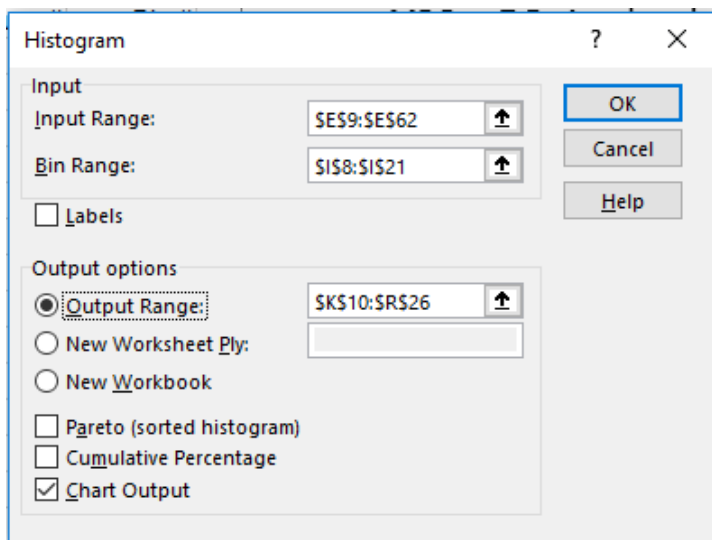 Histogram ? ×
Input
Input Range: $E$9:$E$62
Bin Range: $I$8:$I$21
Labels
OK
Cancel
Help
Output options
Output Range: $K$10:$R$26
New Worksheet Ply:
New Workbook
Pareto (sorted histogram)
Cumulative Percentage
Chart Output